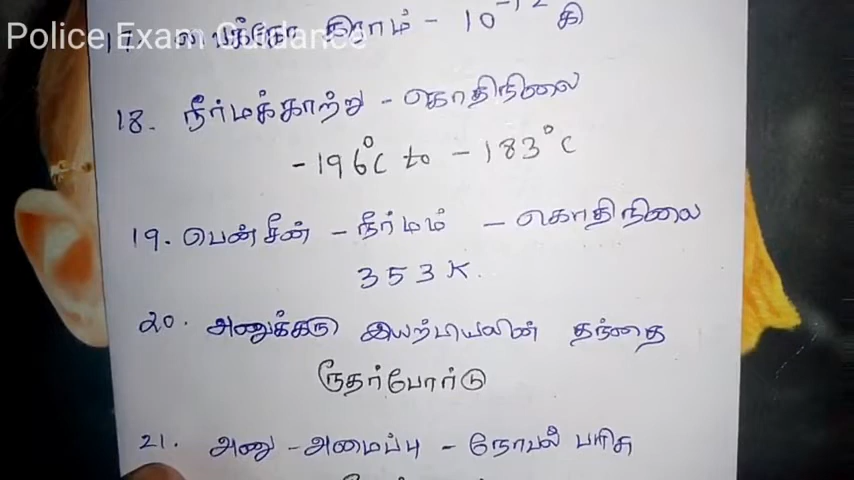 Police Exam Guidance
17. பைக்கோ கிராம் - 10⁻¹² கி
18. நீர்மக்காற்று - கொதிநிலை
-196°C to -183°C
19. பென்சீன் - நீர்மம் - கொதிநிலை
353 K.
20. அணுக்கரு இயற்பியலின் தந்தை
ரூதர்போர்டு
21. அணு - அமைப்பு - நோபல் பரிசு